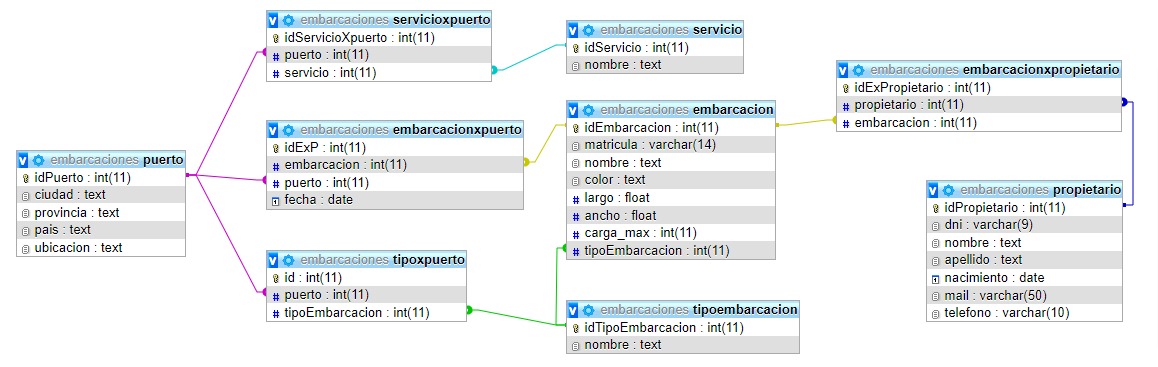 embarcaciones servicioxpuerto
idServicioXpuerto : int(11)
puerto : int(11)
servicio : int(11)
embarcaciones servicio
idServicio : int(11)
nombre : text
embarcaciones embarcacionxpropietario
idExPropietario : int(11)
propietario : int(11)
embarcacion : int(11)
embarcaciones embarcacionxpuerto
idExP : int(11)
embarcacion : int(11)
puerto : int(11)
fecha : date
embarcaciones embarcacion
idEmbarcacion : int(11)
matricula : varchar(14)
nombre : text
color : text
largo : float
ancho : float
carga_max : int(11)
tipoEmbarcacion : int(11)
embarcaciones puerto
idPuerto : int(11)
ciudad : text
provincia : text
pais : text
ubicacion : text
embarcaciones propietario
idPropietario : int(11)
dni : varchar(9)
nombre : text
apellido : text
nacimiento : date
mail : varchar(50)
telefono : varchar(10)
embarcaciones tipoxpuerto
id : int(11)
puerto : int(11)
tipoEmbarcacion : int(11)
embarcaciones tipoembarcacion
idTipoEmbarcacion : int(11)
nombre : text